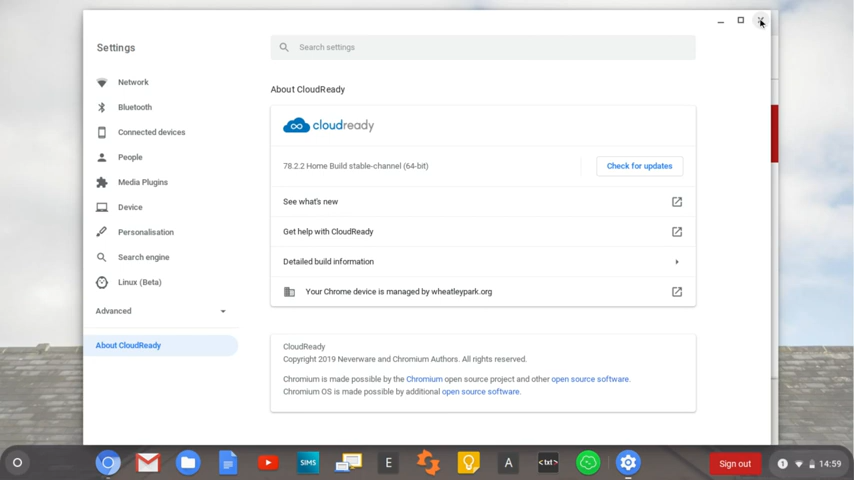 Settings
Search settings
Network
Bluetooth
Connected devices
People
Media Plugins
Device
Personalisation
Search engine
Linux (Beta)
Advanced
About CloudReady
About CloudReady
cloudready
78.2.2 Home Build stable-channel (64-bit)
Check for updates
See what's new
Get help with CloudReady
Detailed build information
Your Chrome device is managed by wheatleypark.org
CloudReady
Copyright 2019 Neverware and Chromium Authors. All rights reserved.
Chromium is made possible by the Chromium open source project and other open source software.
Chromium OS is made possible by additional open source software.
SIMS
E
A
<txt>
Sign out
1
14:59